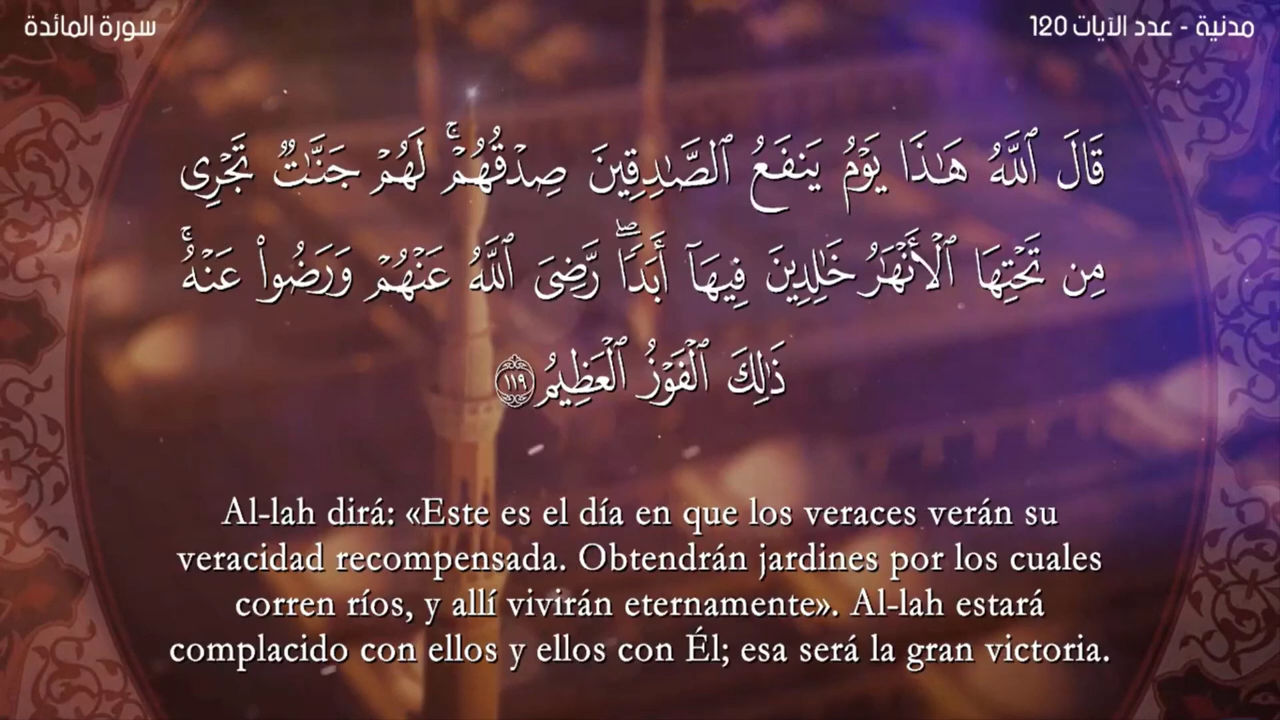 سورة المائدة
مدنية - عدد الآيات 120
قَالَ ٱللَّهُ هَٰذَا يَوۡمُ يَنفَعُ ٱلصَّٰدِقِينَ صِدۡقُهُمۡۚ لَهُمۡ جَنَّٰتٞ تَجۡرِي
مِن تَحۡتِهَا ٱلۡأَنۡهَٰرُ خَٰلِدِينَ فِيهَآ أَبَدٗاۖ رَّضِيَ ٱللَّهُ عَنۡهُمۡ وَرَضُواْ عَنۡهُۚ
ذَٰلِكَ ٱلۡفَوۡزُ ٱلۡعَظِيمُ ١١٩
Al-lah dirá: «Este es el día en que los veraces verán su
veracidad recompensada. Obtendrán jardines por los cuales
corren ríos, y allí vivirán eternamente». Al-lah estará
complacido con ellos y ellos con Él; esa será la gran victoria.